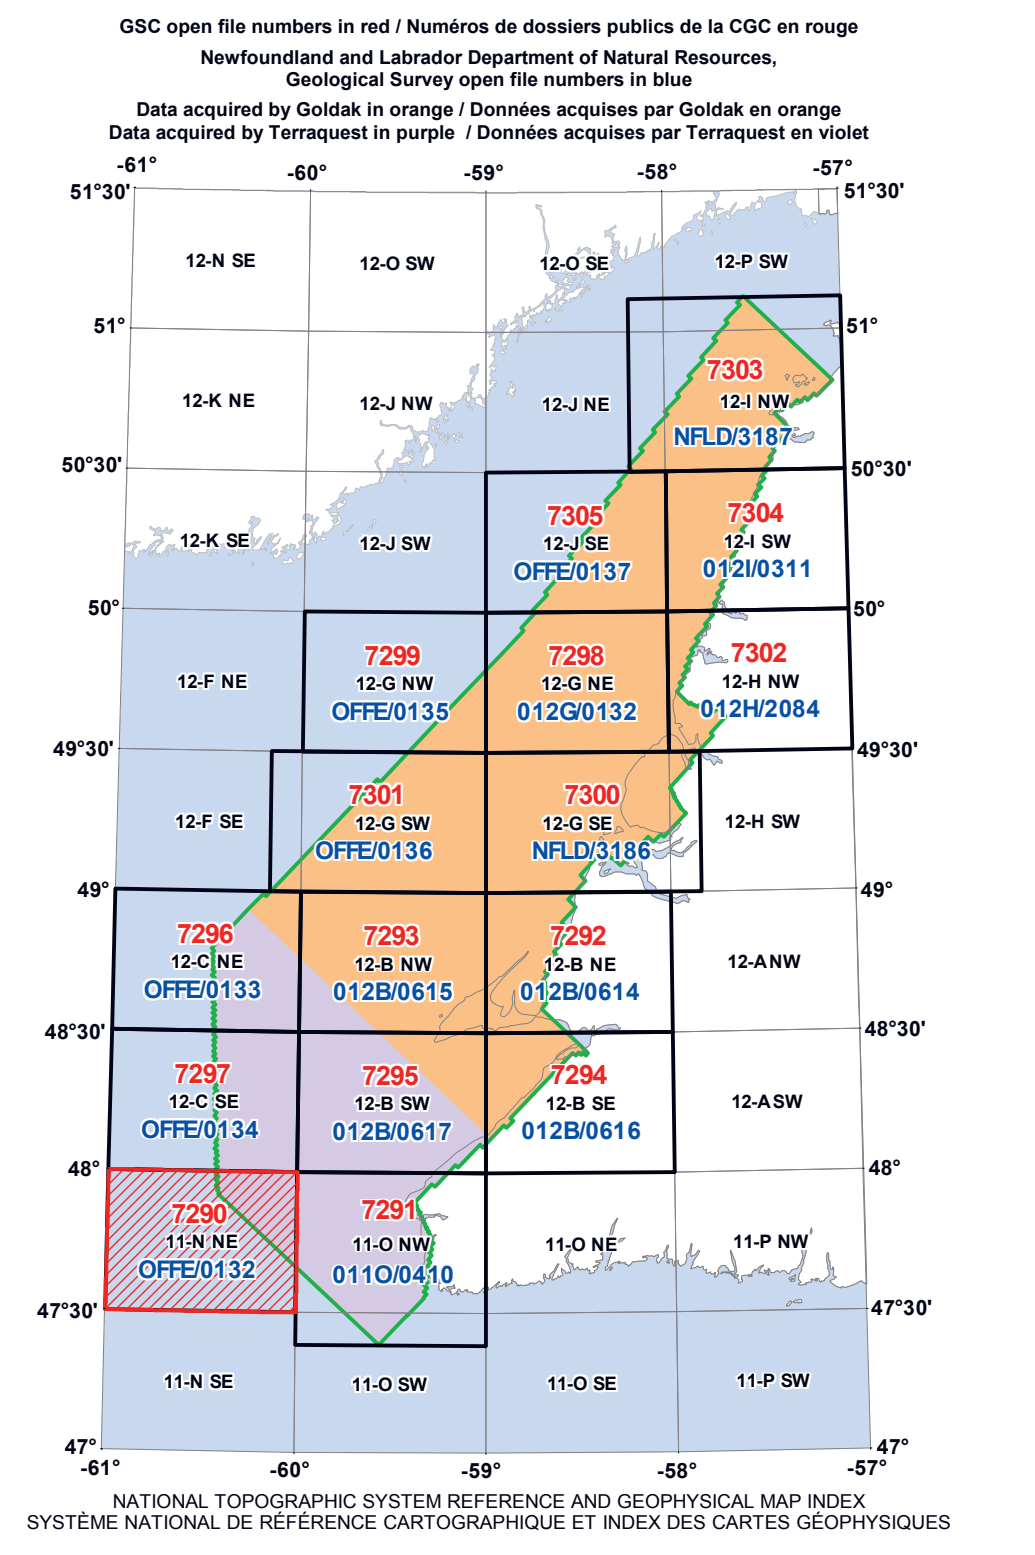 GSC open file numbers in red / Numéros de dossiers publics de la CGC en rouge
Newfoundland and Labrador Department of Natural Resources,
Geological Survey open file numbers in blue
Data acquired by Goldak in orange / Données acquises par Goldak en orange
Data acquired by Terraquest in purple / Données acquises par Terraquest en violet
-61° -60° -59° -58° -57°
51°30' 51°30'
12-N SE 12-O SW 12-O SE 12-P SW
51° 51°
7303
12-K NE 12-J NW 12-J NE 12-I NW
NFLD/3187
50°30' 50°30'
7305 7304
12-K SE 12-J SW 12-J SE 12-I SW
OFFE/0137 012I/0311
50° 50°
7299 7298 7302
12-F NE 12-G NW 12-G NE 12-H NW
OFFE/0135 012G/0132 012H/2084
49°30' 49°30'
7301 7300
12-F SE 12-G SW 12-G SE 12-H SW
OFFE/0136 NFLD/3186
49° 49°
7296 7293 7292
12-C NE 12-B NW 12-B NE 12-A NW
OFFE/0133 012B/0615 012B/0614
48°30' 48°30'
7297 7295 7294
12-C SE 12-B SW 12-B SE 12-A SW
OFFE/0134 012B/0617 012B/0616
48° 48°
7290 7291
11-N NE 11-O NW 11-O NE 11-P NW
OFFE/0132 011O/0410
47°30' 47°30'
11-N SE 11-O SW 11-O SE 11-P SW
47° 47°
-61° -60° -59° -58° -57°
NATIONAL TOPOGRAPHIC SYSTEM REFERENCE AND GEOPHYSICAL MAP INDEX
SYSTÈME NATIONAL DE RÉFÉRENCE CARTOGRAPHIQUE ET INDEX DES CARTES GÉOPHYSIQUES